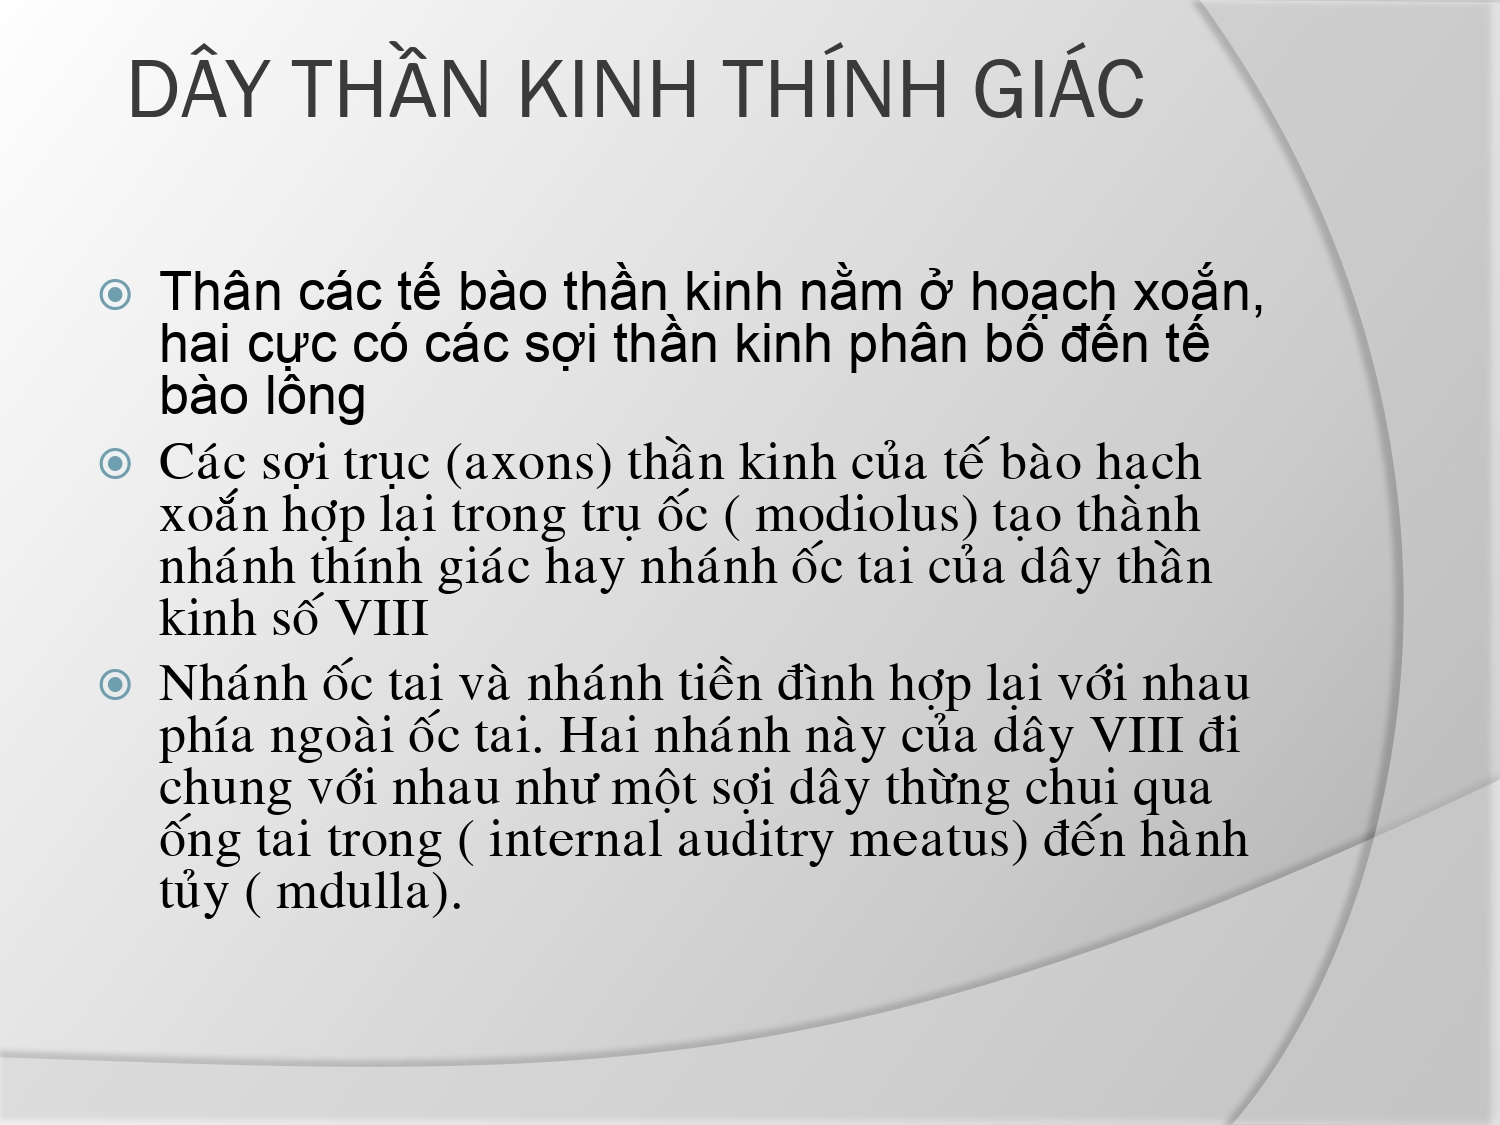 DÂY THẦN KINH THÍNH GIÁC
Thân các tế bào thần kinh nằm ở hoạch xoắn,
hai cực có các sợi thần kinh phân bố đến tế
bào lông
Các sợi trục (axons) thần kinh của tế bào hạch
xoắn hợp lại trong trụ ốc ( modiolus) tạo thành
nhánh thính giác hay nhánh ốc tai của dây thần
kinh số VIII
Nhánh ốc tai và nhánh tiền đình hợp lại với nhau
phía ngoài ốc tai. Hai nhánh này của dây VIII đi
chung với nhau như một sợi dây thừng chui qua
ống tai trong ( internal auditry meatus) đến hành
tủy ( mdulla).